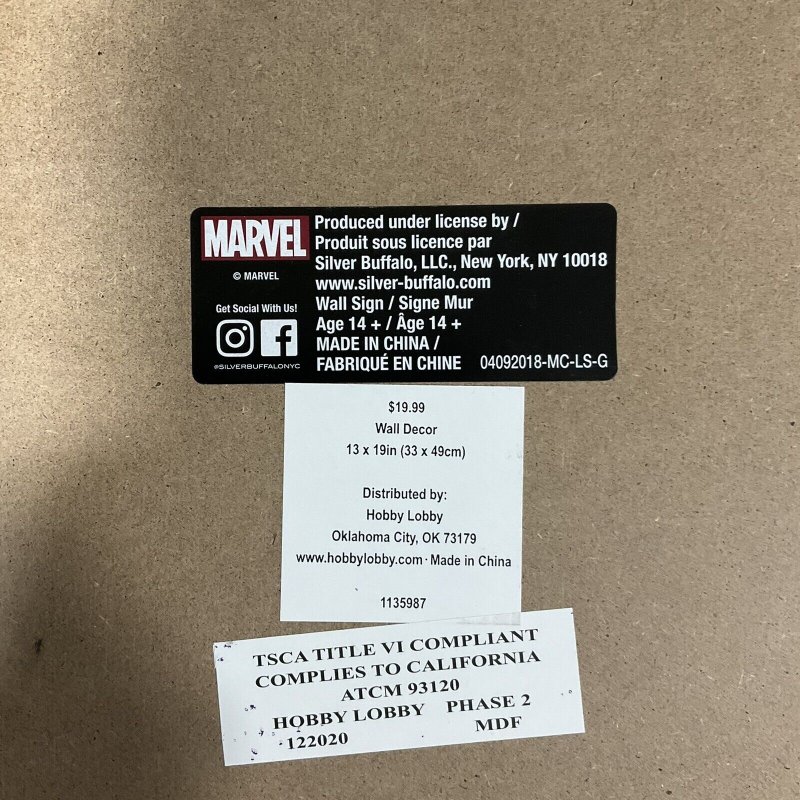 MARVEL
© MARVEL
Get Social With Us!
@SILVERBUFFALONYC
Produced under license by /
Produit sous licence par
Silver Buffalo, LLC., New York, NY 10018
www.silver-buffalo.com
Wall Sign / Signe Mur
Age 14 + / Âge 14 +
MADE IN CHINA /
FABRIQUÉ EN CHINE 04092018-MC-LS-G
$19.99
Wall Decor
13 x 19in (33 x 49cm)
Distributed by:
Hobby Lobby
Oklahoma City, OK 73179
www.hobbylobby.com · Made in China
1135987
TSCA TITLE VI COMPLIANT
COMPLIES TO CALIFORNIA
ATCM 93120
HOBBY LOBBY PHASE 2
122020 MDF